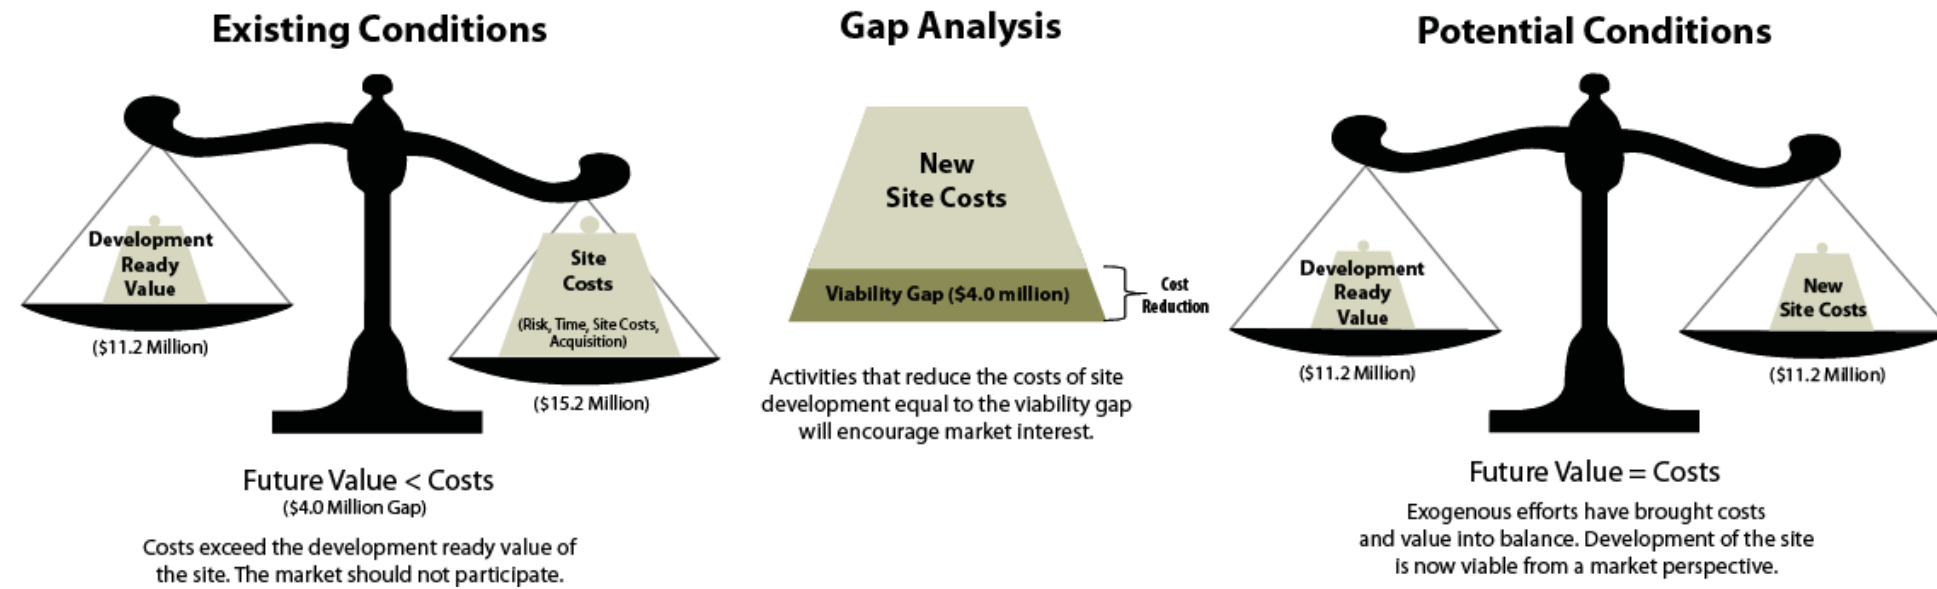 Existing Conditions
Development
Ready
Value
($11.2 Million)
Site
Costs
(Risk, Time, Site Costs,
Acquisition)
($15.2 Million)
Future Value < Costs
($4.0 Million Gap)
Costs exceed the development ready value of
the site. The market should not participate.
Gap Analysis
New
Site Costs
Viability Gap ($4.0 million)
Cost
Reduction
Activities that reduce the costs of site
development equal to the viability gap
will encourage market interest.
Potential Conditions
Development
Ready
Value
($11.2 Million)
New
Site Costs
($11.2 Million)
Future Value = Costs
Exogenous efforts have brought costs
and value into balance. Development of the site
is now viable from a market perspective.